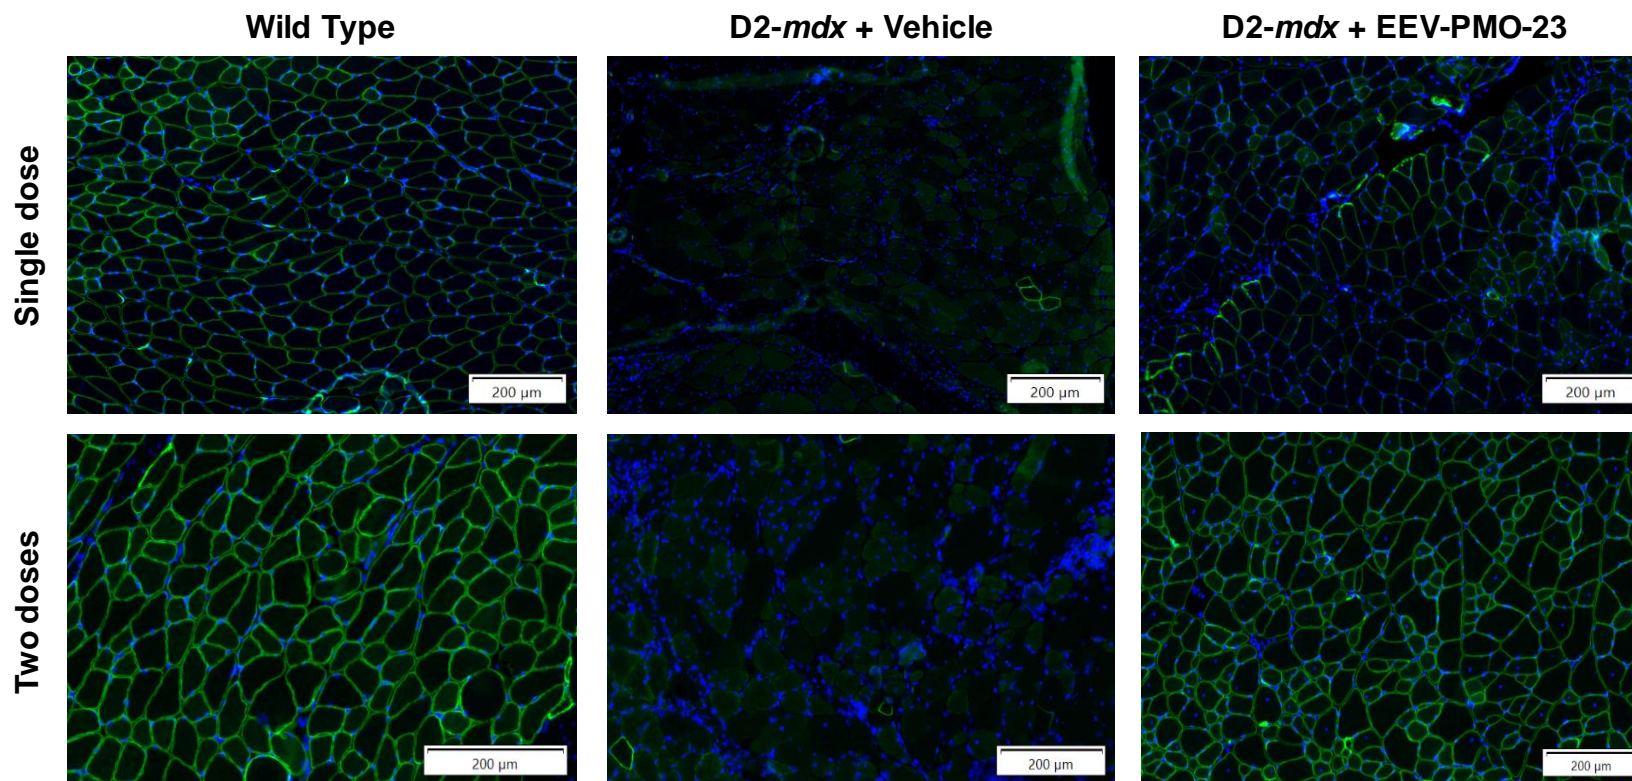 Wild Type
D2-mdx + Vehicle
D2-mdx + EEV-PMO-23
Single dose
200 µm
200 µm
200 µm
Two doses
200 µm
200 µm
200 µm